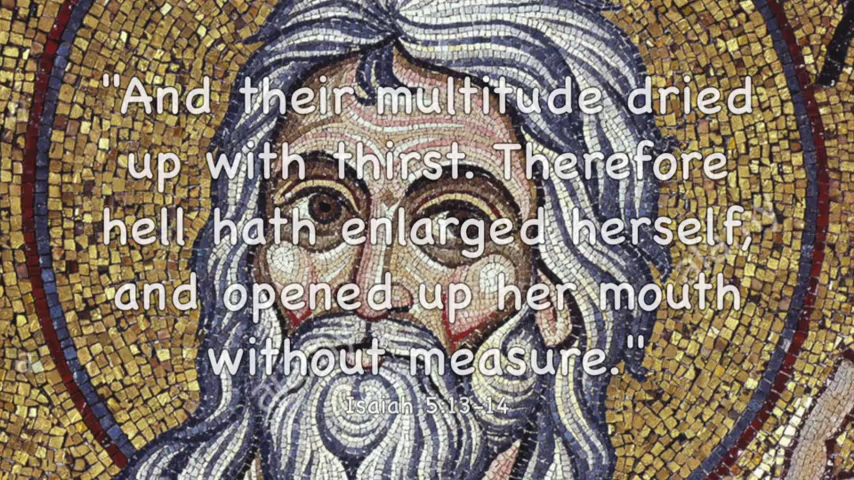 "And their multitude dried
up with thirst. Therefore
hell hath enlarged herself,
and opened up her mouth
without measure."
Isaiah 5:13-14